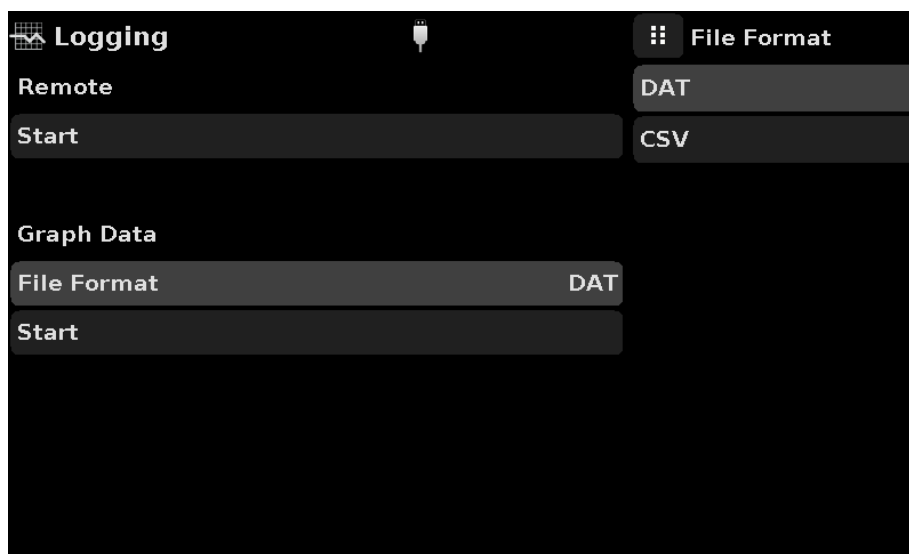 Logging
Remote
Start
Graph Data
File Format DAT
Start
File Format
DAT
CSV